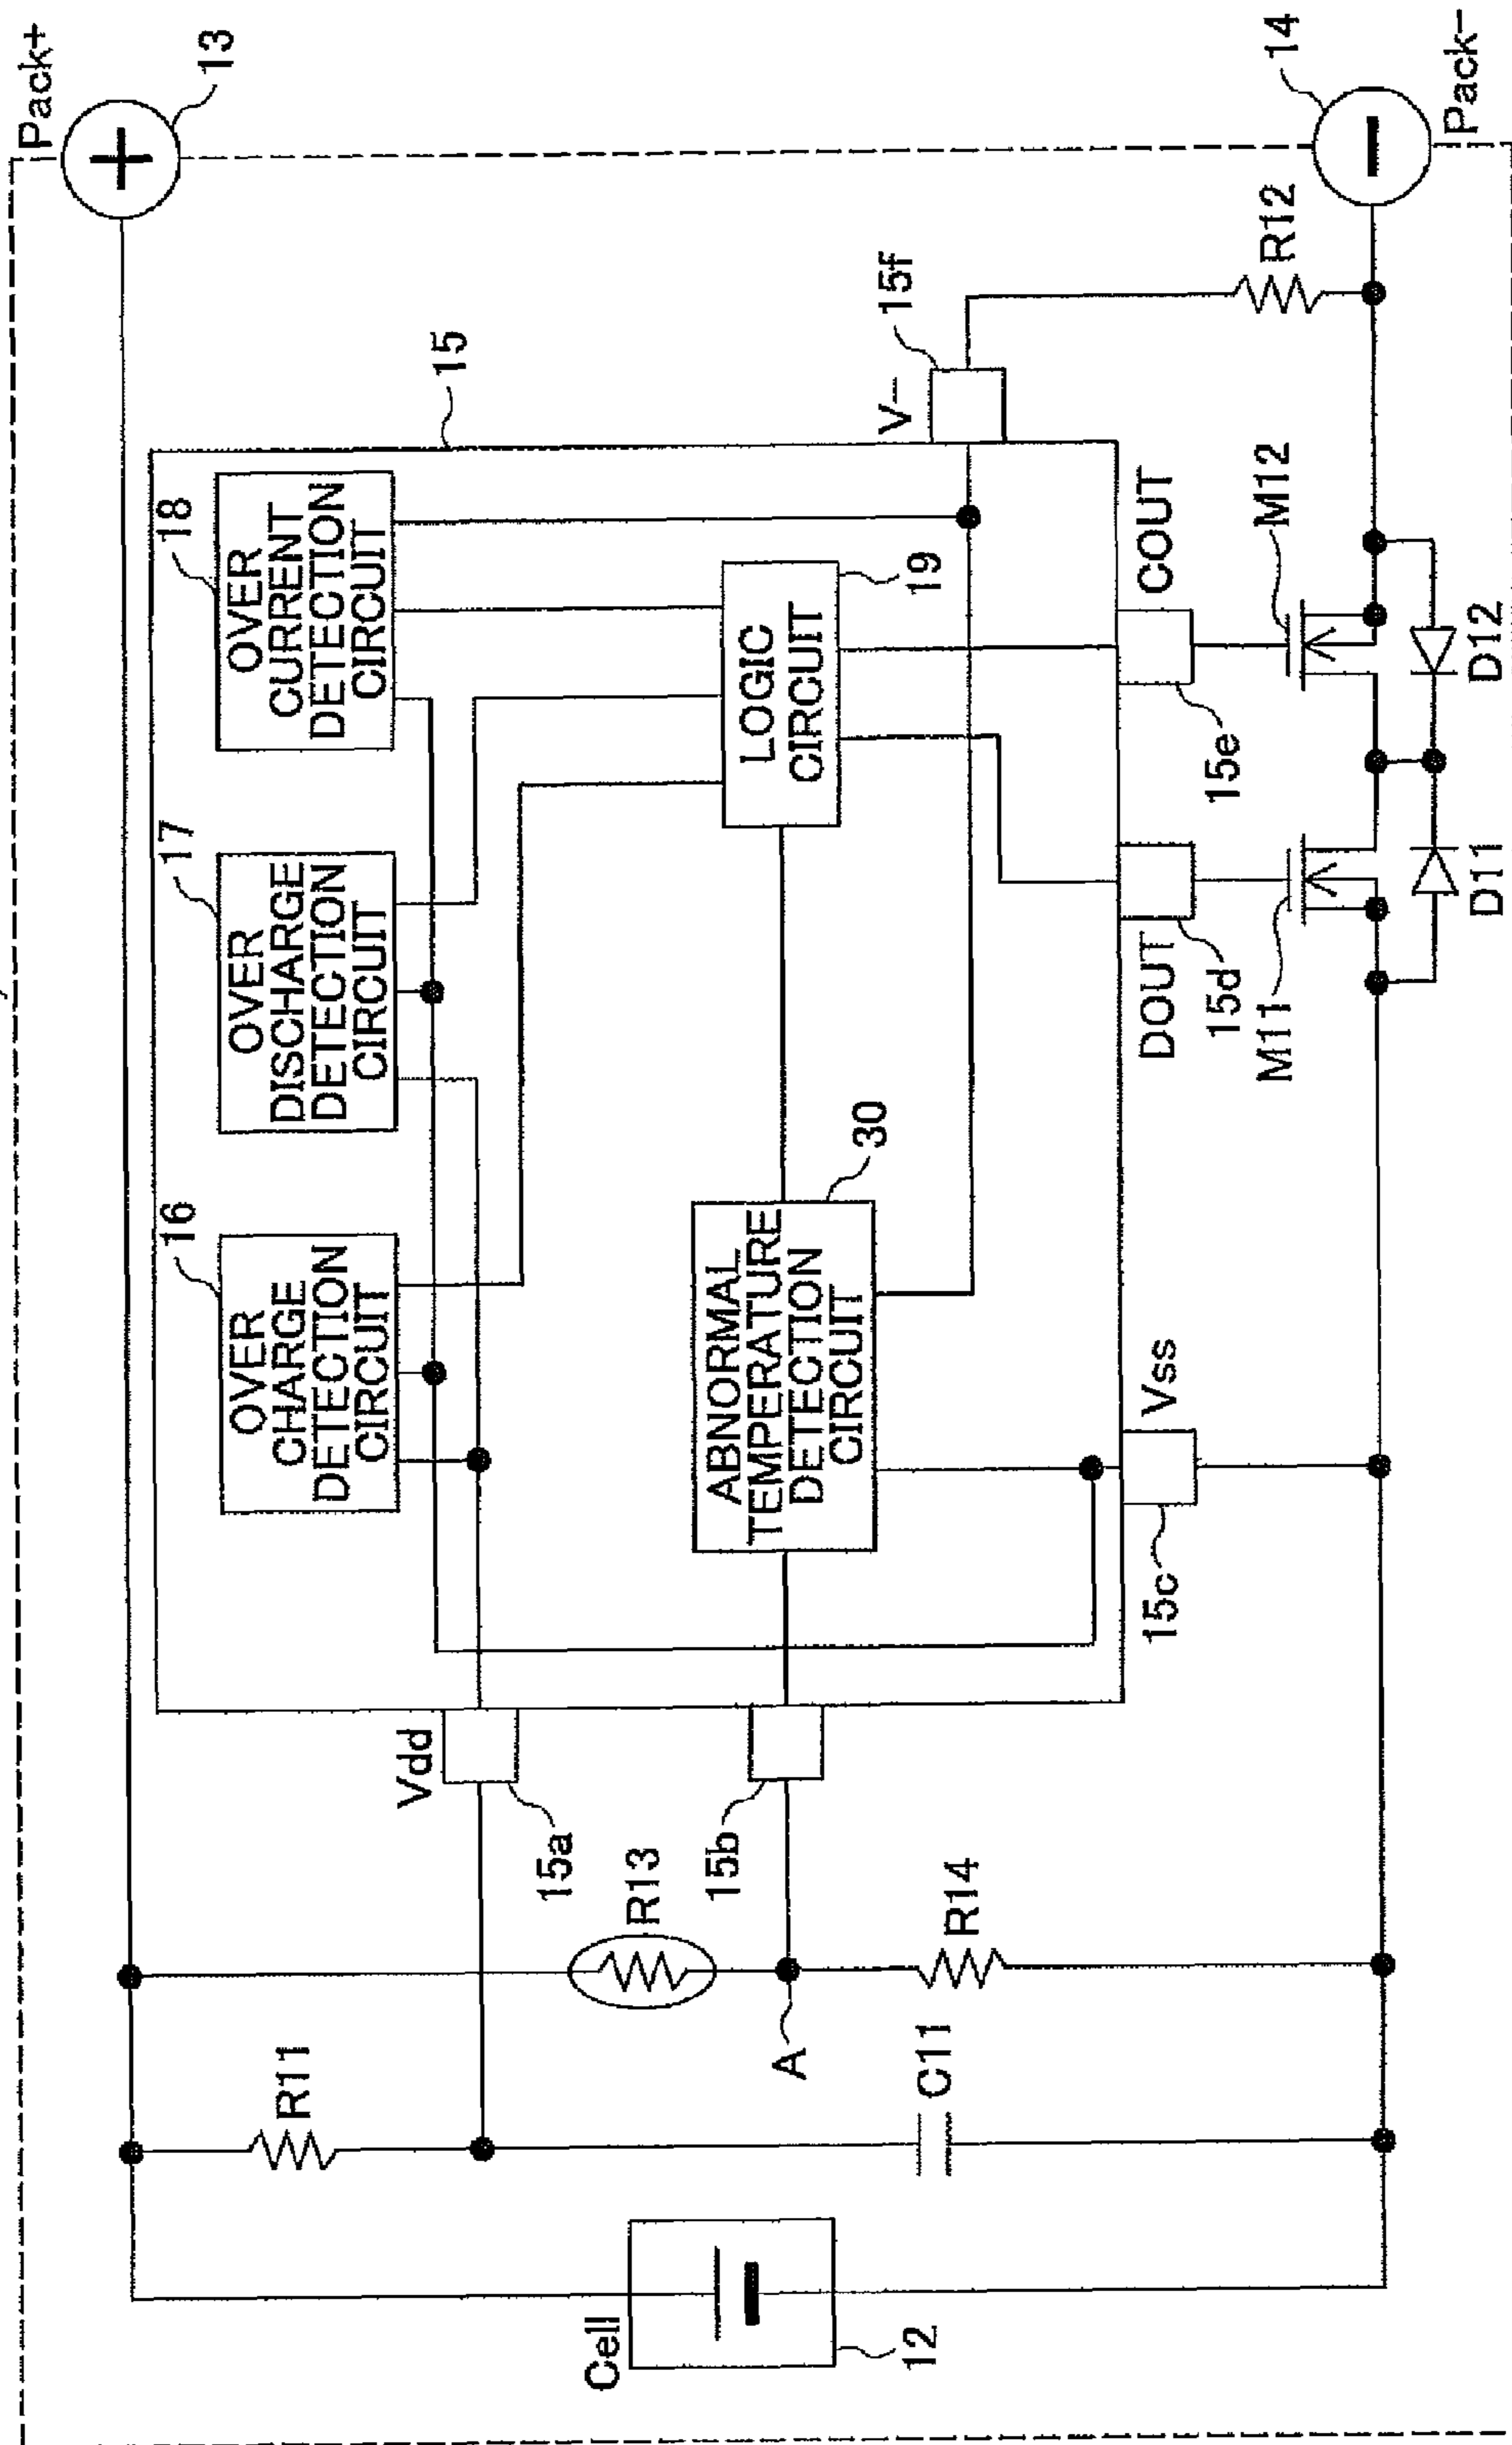 Pack+
13
15
18
OVER
CURRENT
DETECTION
CIRCUIT
17
OVER
DISCHARGE
DETECTION
CIRCUIT
16
OVER
CHARGE
DETECTION
CIRCUIT
Vdd
15a
R11
R13
15b
A
R14
C11
Cell
12
ABNORMAL
TEMPERATURE
DETECTION
CIRCUIT
30
LOGIC
CIRCUIT
19
V-
15f
R12
14
Pack-
Vss
15c
DOUT
15d
COUT
15e
M11
M12
D11
D12